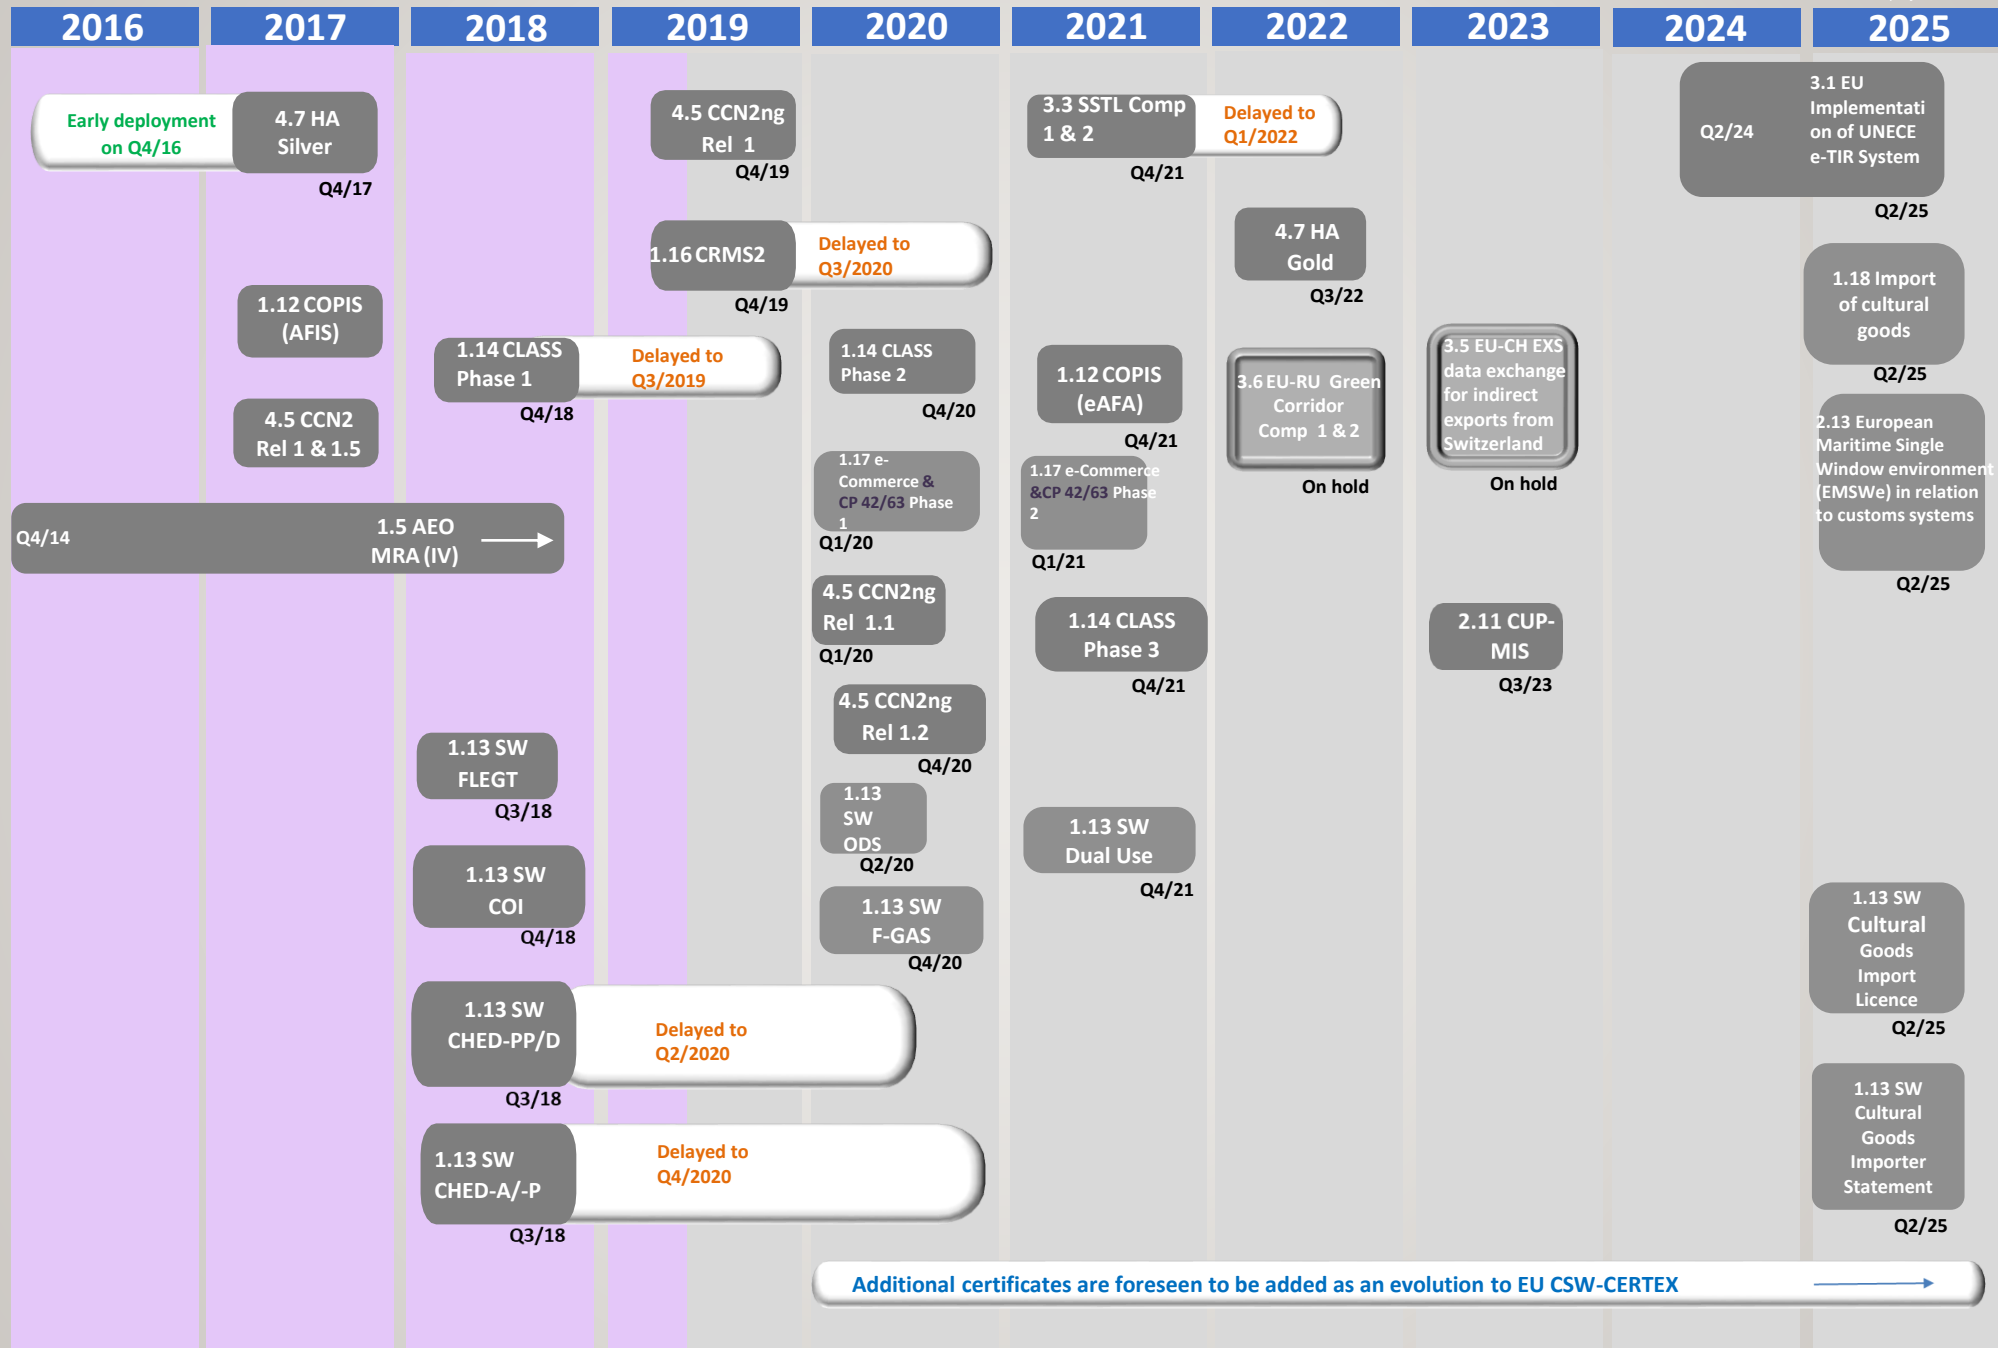 2016
2017
2018
2019
2020
2021
2022
2023
2024
2025
Early deployment
on Q4/16
4.7 HA
Silver
Q4/17
1.12 COPIS
(AFIS)
4.5 CCN2
Rel 1 & 1.5
Q4/14
1.5 AEO
MRA (IV)
1.14 CLASS
Phase 1
Q4/18
Delayed to
Q3/2019
1.13 SW
FLEGT
Q3/18
1.13 SW
COI
Q4/18
1.13 SW
CHED-PP/D
Q3/18
Delayed to
Q2/2020
1.13 SW
CHED-A/-P
Q3/18
Delayed to
Q4/2020
4.5 CCN2ng
Rel 1
Q4/19
1.16 CRMS2
Q4/19
Delayed to
Q3/2020
1.14 CLASS
Phase 2
Q4/20
1.17 e-
Commerce &
CP 42/63 Phase
1
Q1/20
4.5 CCN2ng
Rel 1.1
Q1/20
4.5 CCN2ng
Rel 1.2
Q4/20
1.13
SW
ODS
Q2/20
1.13 SW
F-GAS
Q4/20
3.3 SSTL Comp
1 & 2
Q4/21
Delayed to
Q1/2022
1.12 COPIS
(eAFA)
Q4/21
1.17 e-Commerce
&CP 42/63 Phase
2
Q1/21
1.14 CLASS
Phase 3
Q4/21
1.13 SW
Dual Use
Q4/21
4.7 HA
Gold
Q3/22
3.6 EU-RU Green
Corridor
Comp 1 & 2
On hold
3.5 EU-CH EXS
data exchange
for indirect
exports from
Switzerland
On hold
2.11 CUP-
MIS
Q3/23
Q2/24
3.1 EU
Implementati
on of UNECE
e-TIR System
Q2/25
1.18 Import
of cultural
goods
Q2/25
2.13 European
Maritime Single
Window environment
(EMSWe) in relation
to customs systems
Q2/25
1.13 SW
Cultural
Goods
Import
Licence
Q2/25
1.13 SW
Cultural
Goods
Importer
Statement
Q2/25
Additional certificates are foreseen to be added as an evolution to EU CSW-CERTEX